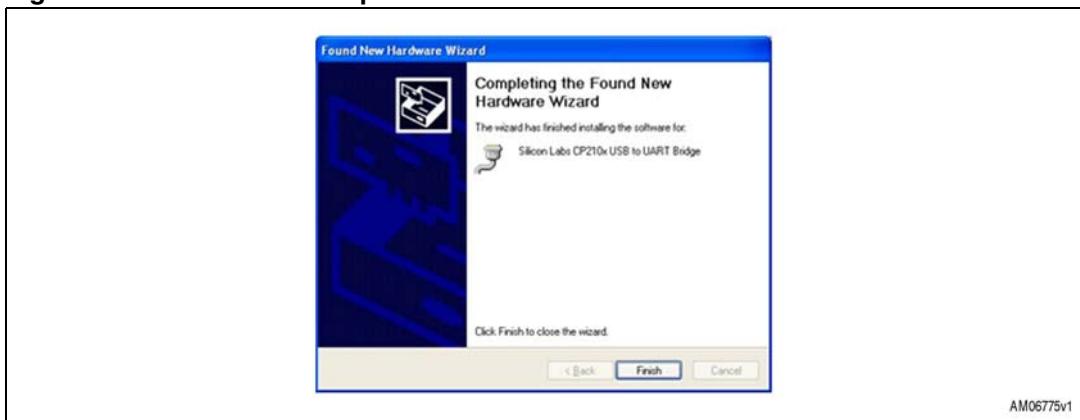 Found New Hardware Wizard
Completing the Found New
Hardware Wizard
The wizard has finished installing the software for:
Silicon Labs CP210x USB to UART Bridge
Click Finish to close the wizard.
< Back
Finish
Cancel
AM06775v1